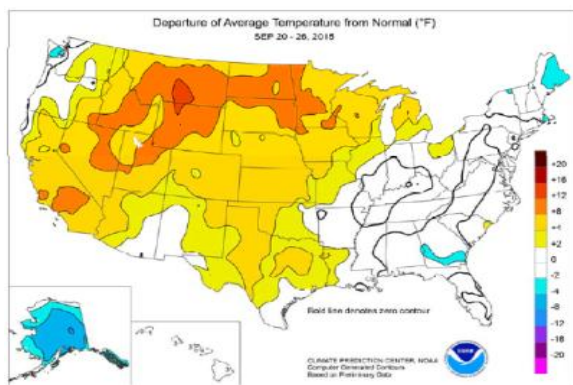 Departure of Average Temperature from Normal (°F)
SEP 20 - 26, 2015
+20
+16
+12
+8
+4
+2
0
-2
-4
-8
-12
-16
-20
Bold line denotes zero contour
CLIMATE PREDICTION CENTER, NOAA
Computer Generated Contours
Based on Preliminary Data